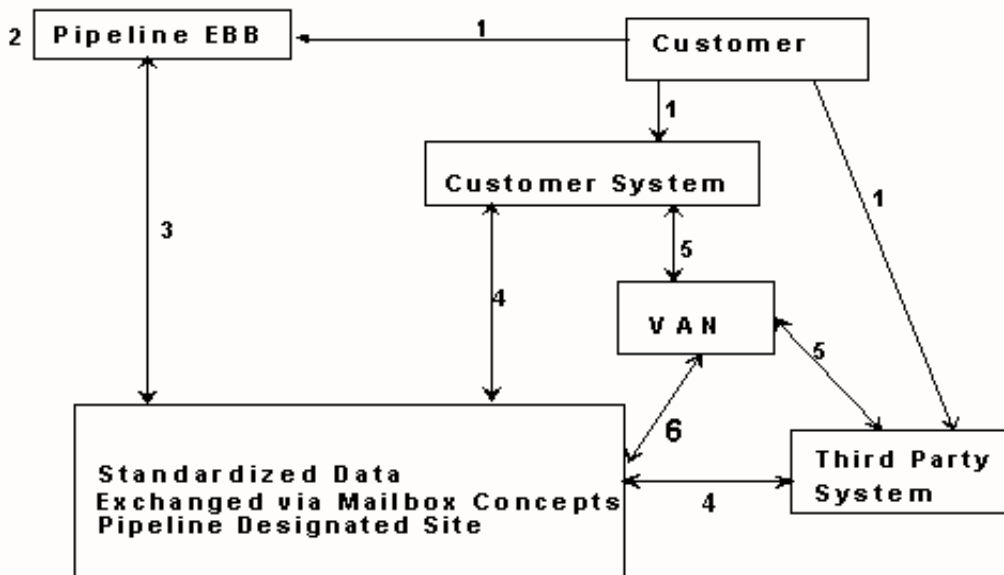 2
Pipeline EBB
1
Customer
1
Customer System
1
3
5
4
VAN
5
6
Standardized Data
Exchanged via Mailbox Concepts
Pipeline Designated Site
4
Third Party
System